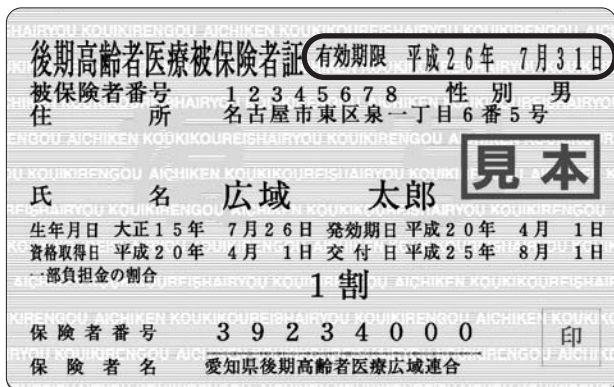 後期高齢者医療被保険者証 有効期限 平成26年 7月31日
被保険者番号 12345678 性別 男
住所 名古屋市東区泉一丁目6番5号
見本
氏名 広域 太郎
生年月日 大正15年 7月26日 発効期日 平成20年 4月 1日
資格取得日 平成20年 4月 1日 交付日 平成25年 8月 1日
一部負担金の割合 1割
保険者番号 39234000 印
保険者名 愛知県後期高齢者医療広域連合